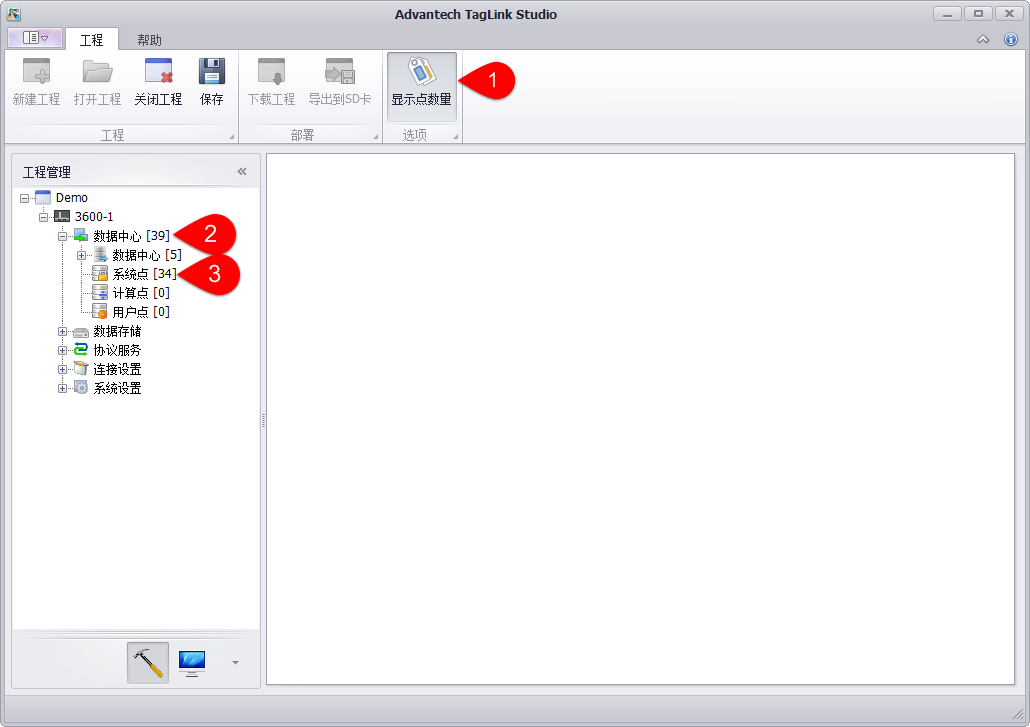 Advantech TagLink Studio
工程 帮助
新建工程 打开工程 关闭工程 保存 下载工程 导出到SD卡 显示点数量 1
工程 部署 选项
工程管理 «
Demo
3600-1
数据中心 [39] 2
数据中心 [5]
系统点 [34] 3
计算点 [0]
用户点 [0]
数据存储
协议服务
连接设置
系统设置